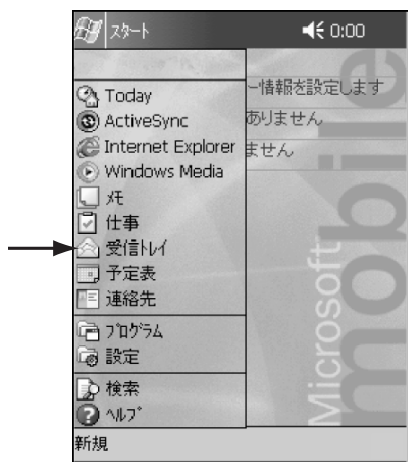 スタート 0:00
ー情報を設定します
Today
ありません
ActiveSync
Internet Explorer
ません
Windows Media
メモ
仕事
受信トレイ
予定表
連絡先
プログラム
設定
検索
ヘルプ
新規
Microsoft
mobile